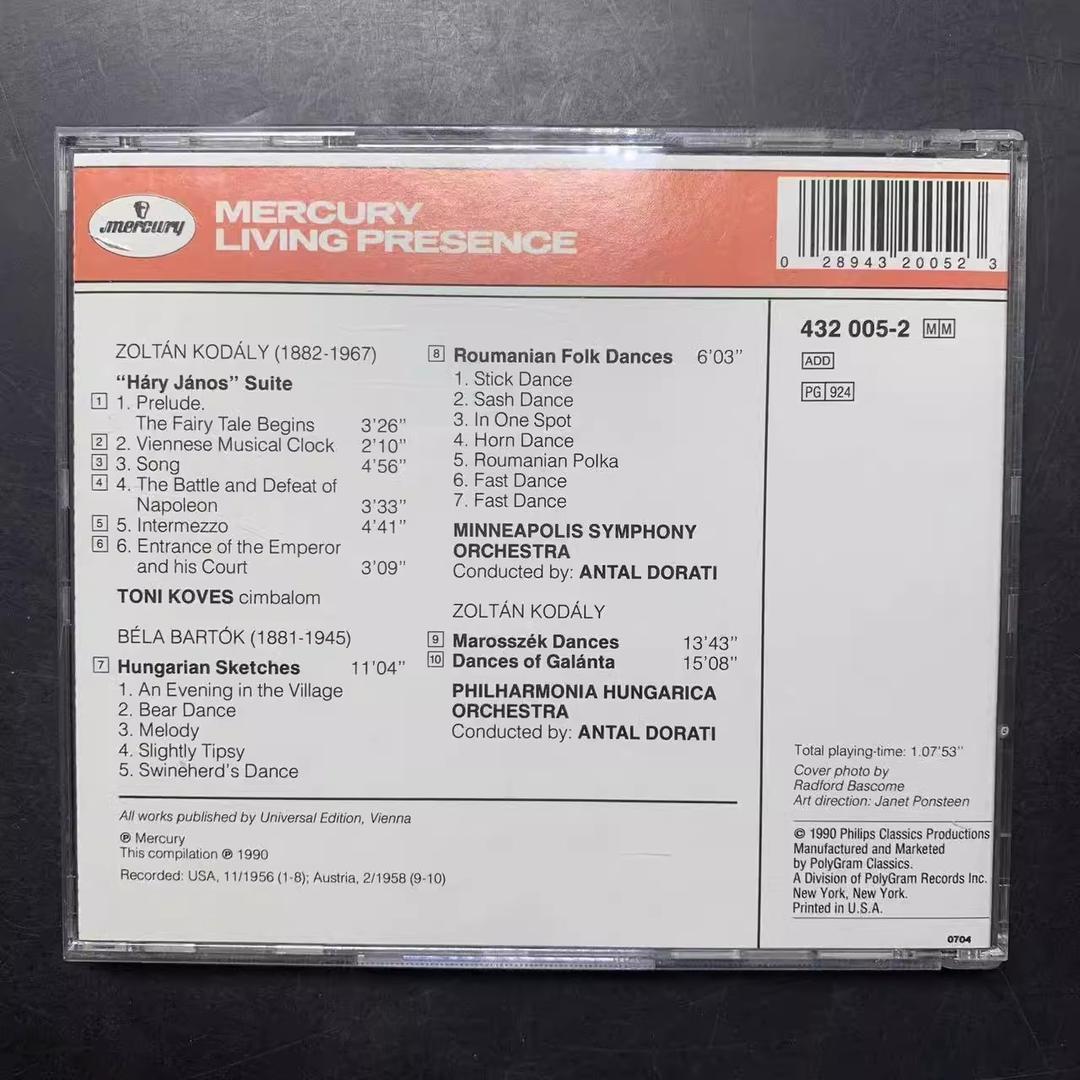 mercury
MERCURY
LIVING PRESENCE
0 28943 20052 3
ZOLTÁN KODÁLY (1882-1967)
“Háry János” Suite
1 1. Prelude.
The Fairy Tale Begins 3’26”
2 2. Viennese Musical Clock 2’10”
3 3. Song 4’56”
4 4. The Battle and Defeat of
Napoleon 3’33”
5 5. Intermezzo 4’41”
6 6. Entrance of the Emperor
and his Court 3’09”
TONI KOVES cimbalom
BÉLA BARTÓK (1881-1945)
7 Hungarian Sketches 11’04”
1. An Evening in the Village
2. Bear Dance
3. Melody
4. Slightly Tipsy
5. Swineherd’s Dance
8 Roumanian Folk Dances 6’03”
1. Stick Dance
2. Sash Dance
3. In One Spot
4. Horn Dance
5. Roumanian Polka
6. Fast Dance
7. Fast Dance
MINNEAPOLIS SYMPHONY
ORCHESTRA
Conducted by: ANTAL DORATI
ZOLTÁN KODÁLY
9 Marosszék Dances 13’43”
10 Dances of Galánta 15’08”
PHILHARMONIA HUNGARICA
ORCHESTRA
Conducted by: ANTAL DORATI
All works published by Universal Edition, Vienna
℗ Mercury
This compilation ℗ 1990
Recorded: USA, 11/1956 (1-8); Austria, 2/1958 (9-10)
432 005-2 MM
ADD
PG 924
Total playing-time: 1.07’53”
Cover photo by
Radford Bascome
Art direction: Janet Ponsteen
© 1990 Philips Classics Productions
Manufactured and Marketed
by PolyGram Classics.
A Division of PolyGram Records Inc.
New York, New York.
Printed in U.S.A.
0704